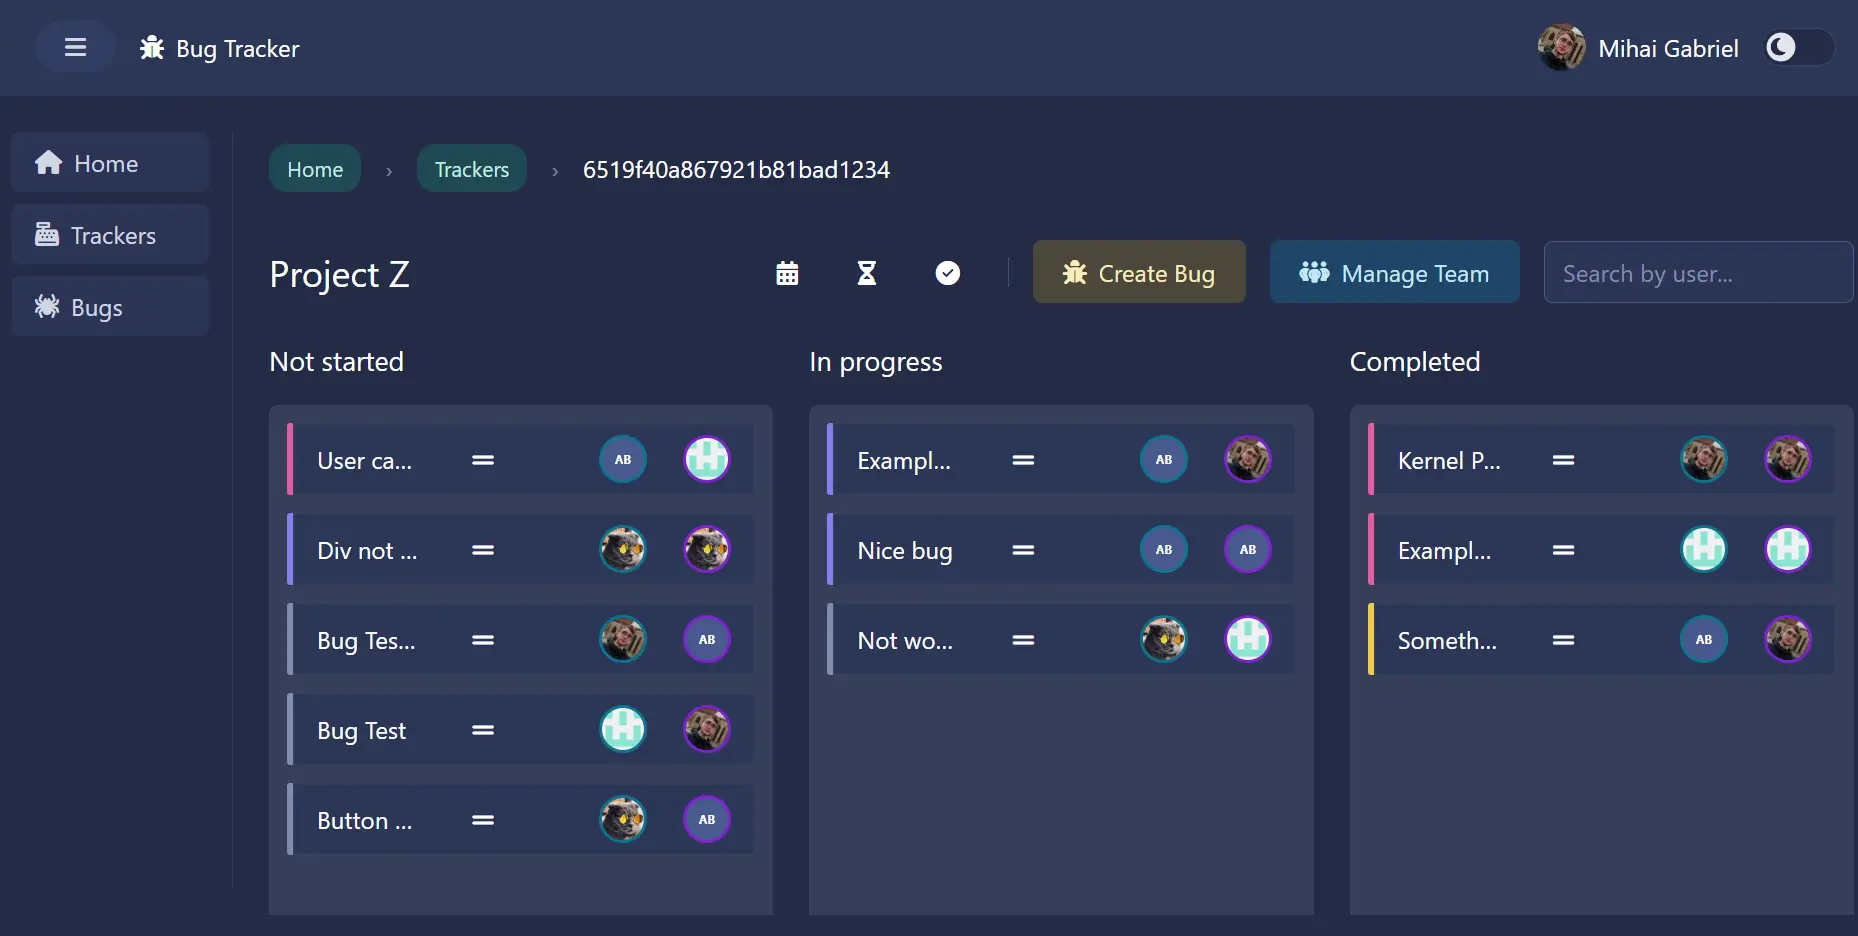 Bug Tracker
Mihai Gabriel
Home
Trackers
Bugs
Home › Trackers › 6519f40a867921b81bad1234
Project Z
Create Bug
Manage Team
Search by user...
Not started
User ca...
AB
Div not ...
Bug Tes...
AB
Bug Test
Button ...
AB
In progress
Exampl...
AB
Nice bug
AB
AB
Not wo...
Completed
Kernel P...
Exampl...
Someth...
AB